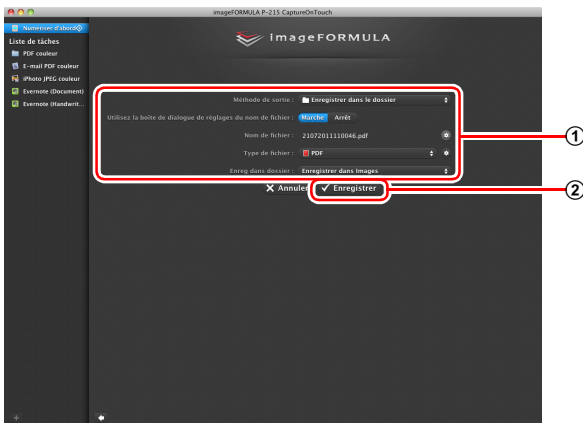 imageFORMULA P-215 CaptureOnTouch
Numériser d'abord
Liste de tâches
PDF couleur
E-mail PDF couleur
iPhoto JPEG couleur
Evernote (Document)
Evernote (Handwrit...
imageFORMULA
Méthode de sortie : Enregistrer dans le dossier
Utilisez la boîte de dialogue de réglages du nom de fichier : Marche Arrêt
Nom de fichier : 21072011110046.pdf
Type de fichier : PDF
Enreg dans dossier : Enregistrer dans Images
Annuler Enregistrer
1
2